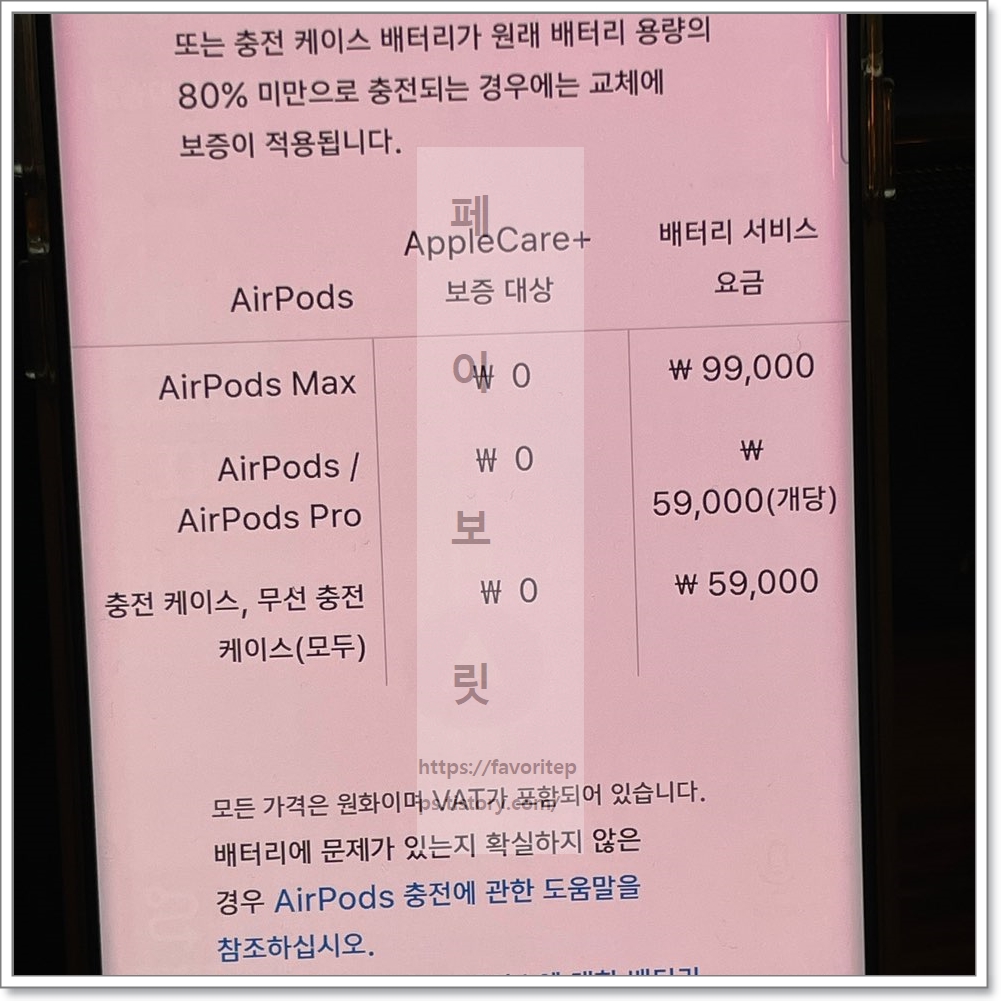 또는 충전 케이스 배터리가 원래 배터리 용량의
80% 미만으로 충전되는 경우에는 교체에
보증이 적용됩니다.
AirPods
AppleCare+
보증 대상
배터리 서비스
요금
AirPods Max
₩ 0
₩ 99,000
AirPods /
AirPods Pro
₩ 0
₩
59,000(개당)
충전 케이스, 무선 충전
케이스(모두)
₩ 0
₩ 59,000
페
이
보
릿
https://favoritep
ps.tistory.com/
모든 가격은 원화이며 VAT가 포함되어 있습니다.
배터리에 문제가 있는지 확실하지 않은
경우 AirPods 충전에 관한 도움말을
참조하십시오.